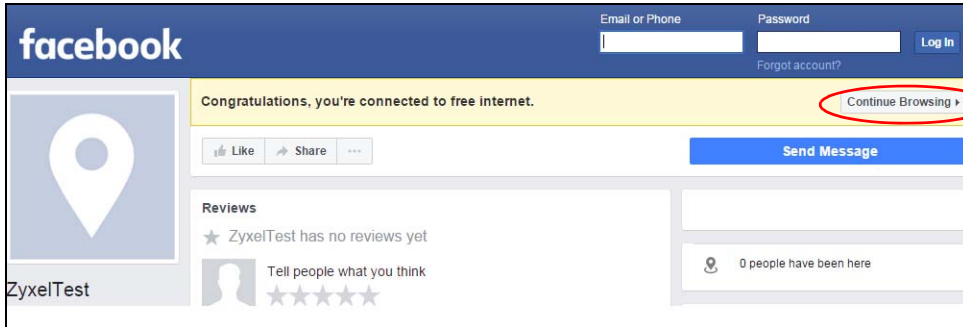 Email or Phone Password
facebook
Log In
Forgot account?
Congratulations, you're connected to free internet.
Continue Browsing
Like Share ...
Send Message
Reviews
ZyxelTest has no reviews yet
Tell people what you think
0 people have been here
ZyxelTest